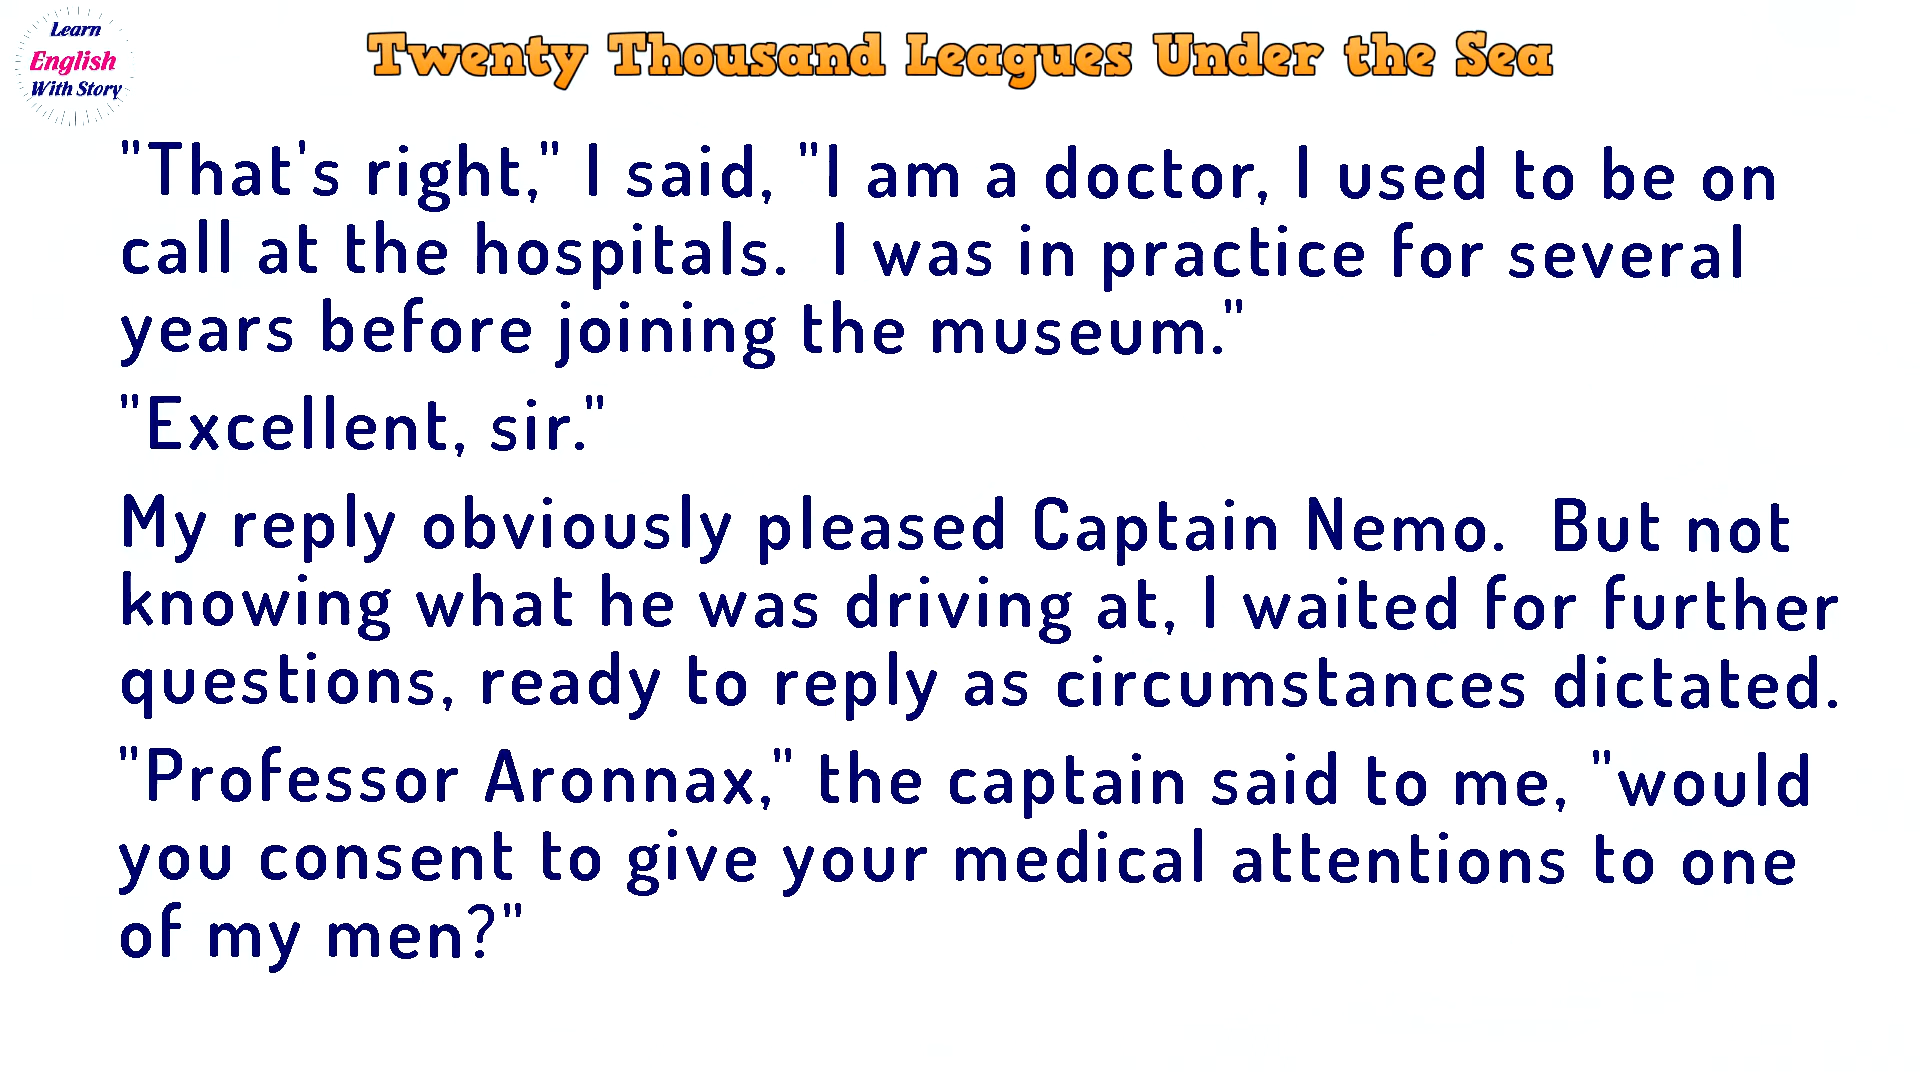 Learn
English
With Story
Twenty Thousand Leagues Under the Sea
"That's right," I said, "I am a doctor, I used to be on
call at the hospitals.  I was in practice for several
years before joining the museum."
"Excellent, sir."
My reply obviously pleased Captain Nemo.  But not
knowing what he was driving at, I waited for further
questions, ready to reply as circumstances dictated.
"Professor Aronnax," the captain said to me, "would
you consent to give your medical attentions to one
of my men?"